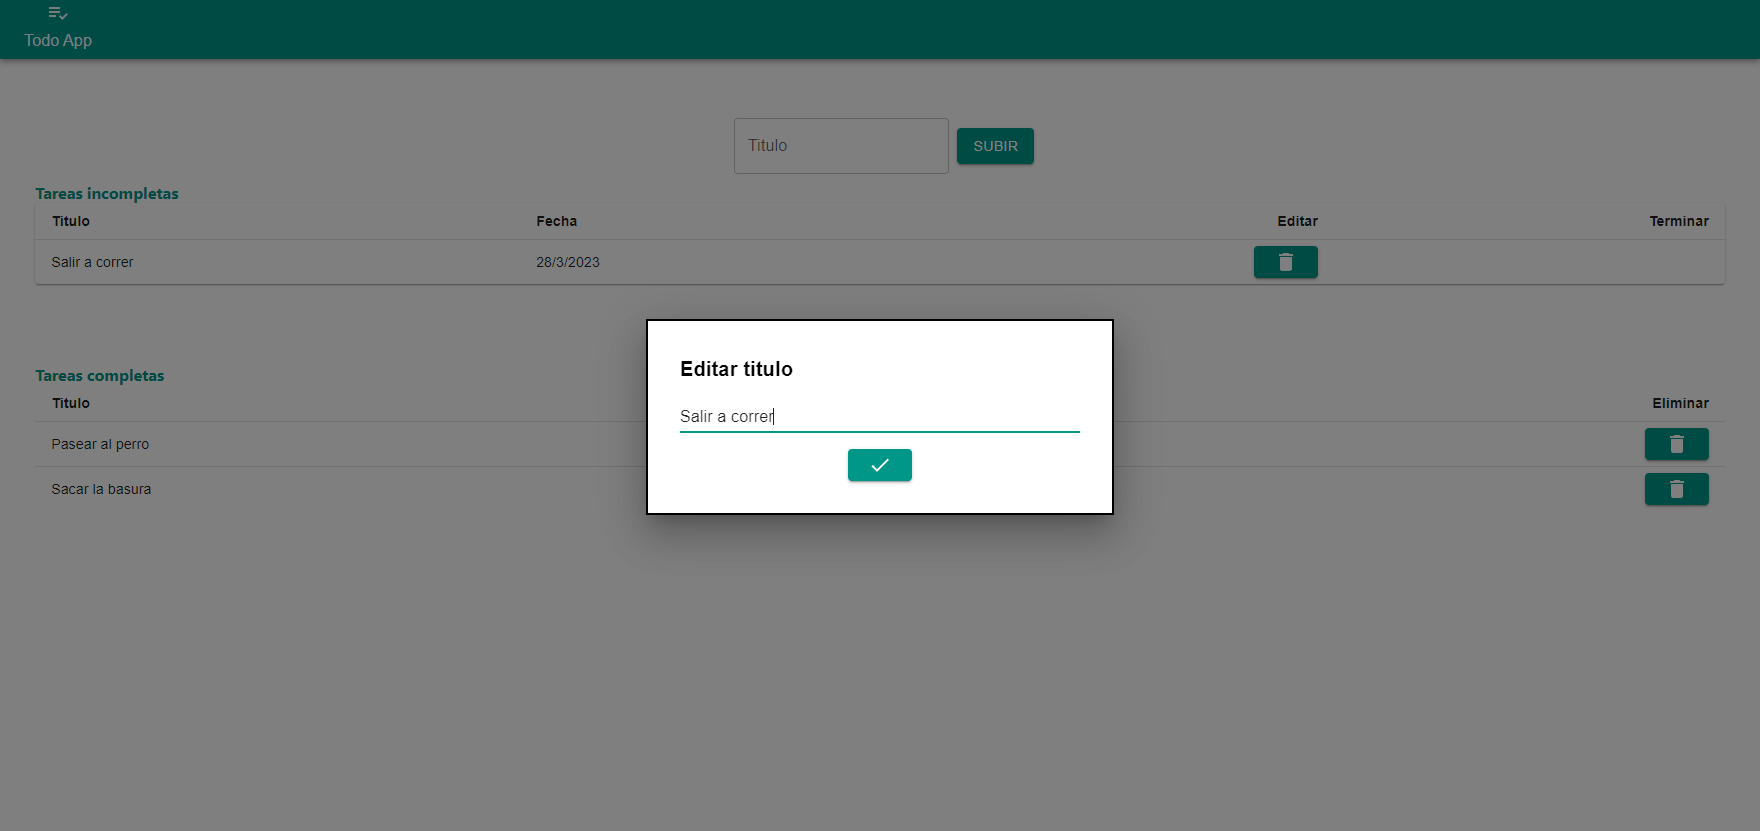 Todo App
Titulo
SUBIR
Tareas incompletas
Titulo Fecha Editar Terminar
Salir a correr 28/3/2023
Editar titulo
Salir a correr
Tareas completas
Titulo Eliminar
Pasear al perro
Sacar la basura